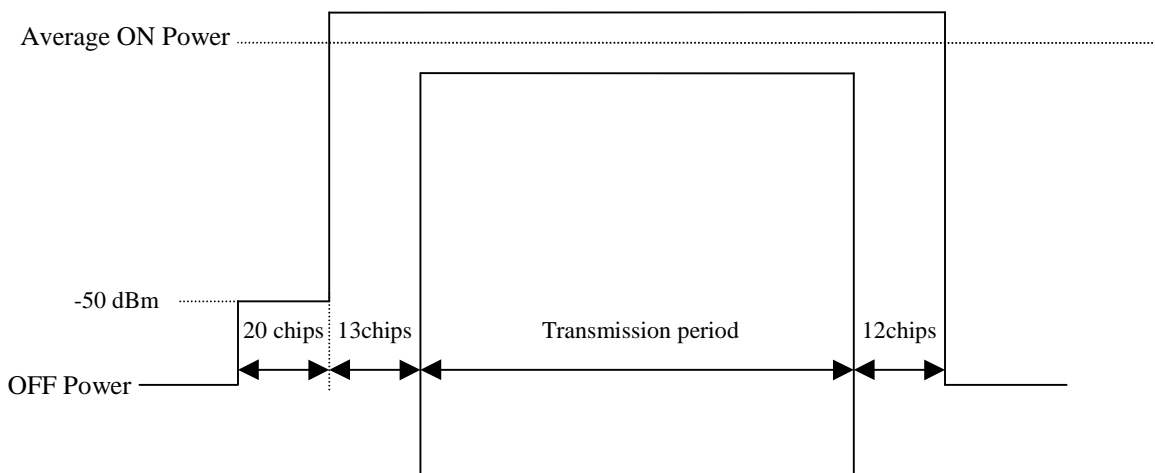 Average ON Power
-50 dBm
20 chips
13chips
Transmission period
12chips
OFF Power